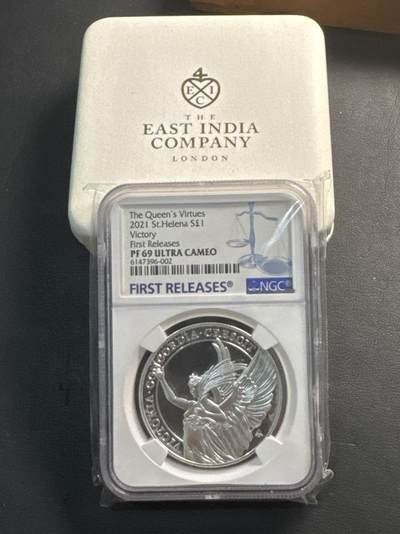 E I C
THE
EAST INDIA
COMPANY
LONDON
The Queen's Virtues
2021 St.Helena S£1
Victory
First Releases
PF 69 ULTRA CAMEO
6147396-002
FIRST RELEASES®
NGC
VICTORIA · CONCORDIA · CRESCIT